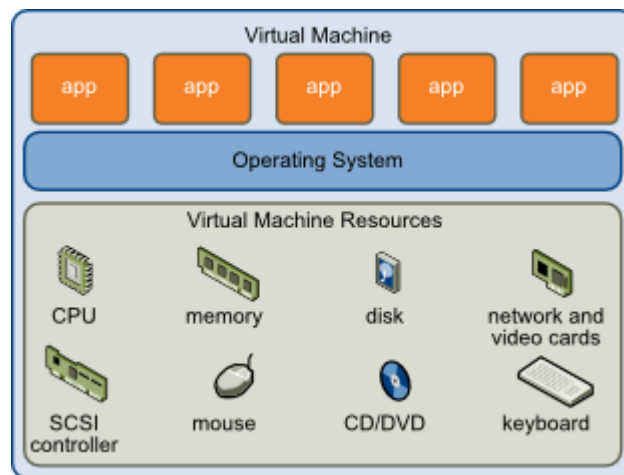 Virtual Machine
app app app app app
Operating System
Virtual Machine Resources
CPU memory disk network and
video cards
SCSI mouse CD/DVD keyboard
controller